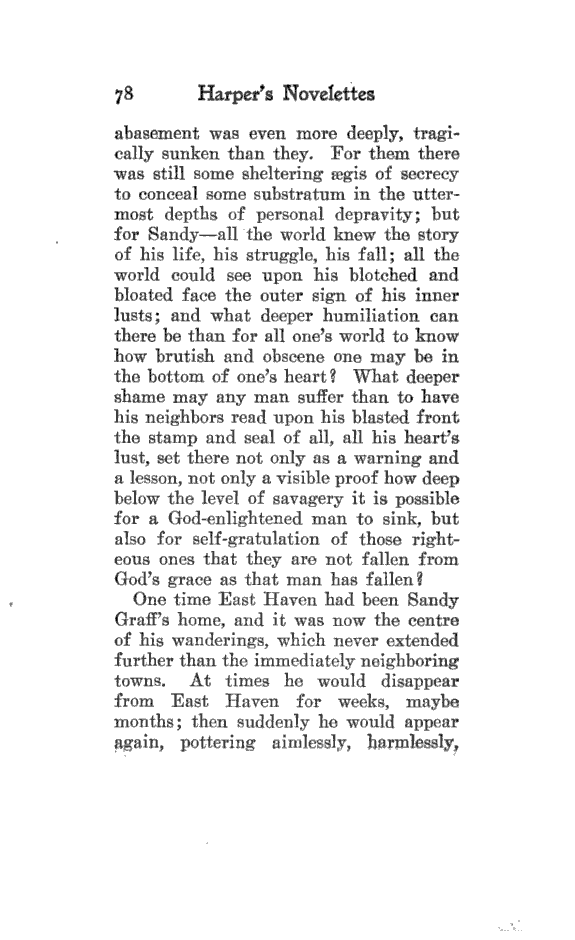 78 Harper's Novelettes
abasement was even more deeply, tragi-
cally sunken than they. For them there
was still some sheltering ægis of secrecy
to conceal some substratum in the utter-
most depths of personal depravity; but
for Sandy—all the world knew the story
of his life, his struggle, his fall; all the
world could see upon his blotched and
bloated face the outer sign of his inner
lusts; and what deeper humiliation can
there be than for all one's world to know
how brutish and obscene one may be in
the bottom of one's heart? What deeper
shame may any man suffer than to have
his neighbors read upon his blasted front
the stamp and seal of all, all his heart's
lust, set there not only as a warning and
a lesson, not only a visible proof how deep
below the level of savagery it is possible
for a God-enlightened man to sink, but
also for self-gratulation of those right-
eous ones that they are not fallen from
God's grace as that man has fallen?
One time East Haven had been Sandy
Graff's home, and it was now the centre
of his wanderings, which never extended
further than the immediately neighboring
towns. At times he would disappear
from East Haven for weeks, maybe
months; then suddenly he would appear
again, pottering aimlessly, harmlessly,